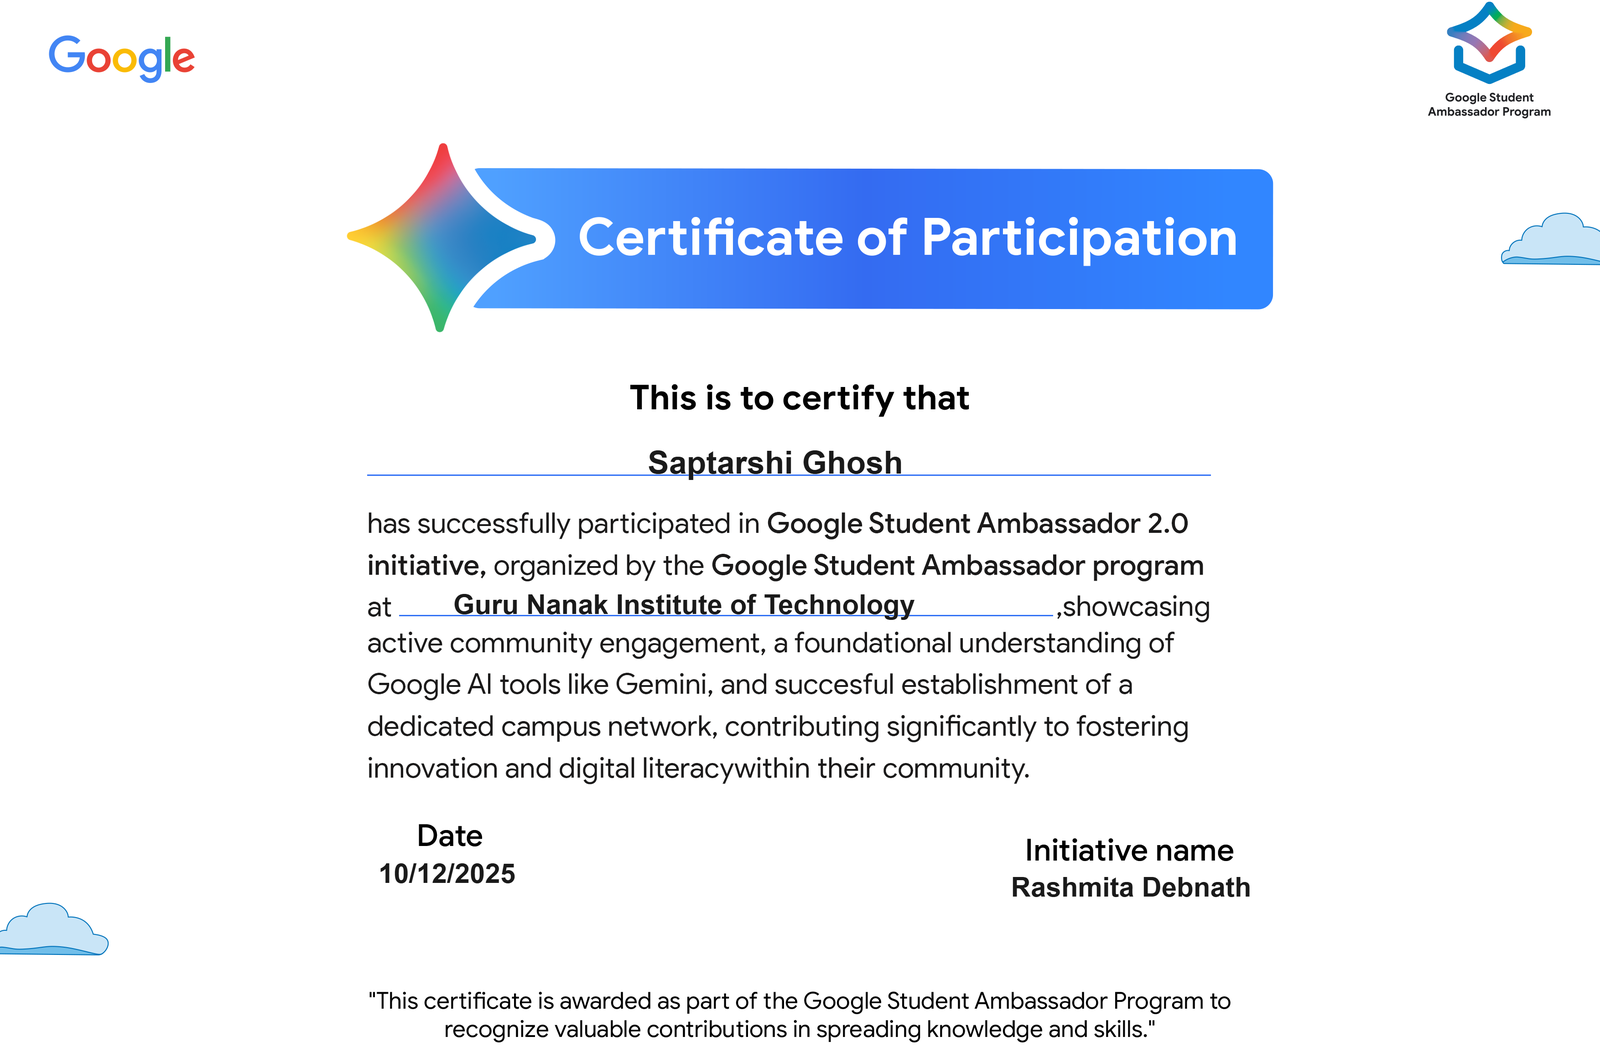 Google
Google Student
Ambassador Program
Certificate of Participation
This is to certify that
Saptarshi Ghosh
has successfully participated in Google Student Ambassador 2.0
initiative, organized by the Google Student Ambassador program
at Guru Nanak Institute of Technology ,showcasing
active community engagement, a foundational understanding of
Google AI tools like Gemini, and succesful establishment of a
dedicated campus network, contributing significantly to fostering
innovation and digital literacywithin their community.
Date
10/12/2025
Initiative name
Rashmita Debnath
"This certificate is awarded as part of the Google Student Ambassador Program to
recognize valuable contributions in spreading knowledge and skills."